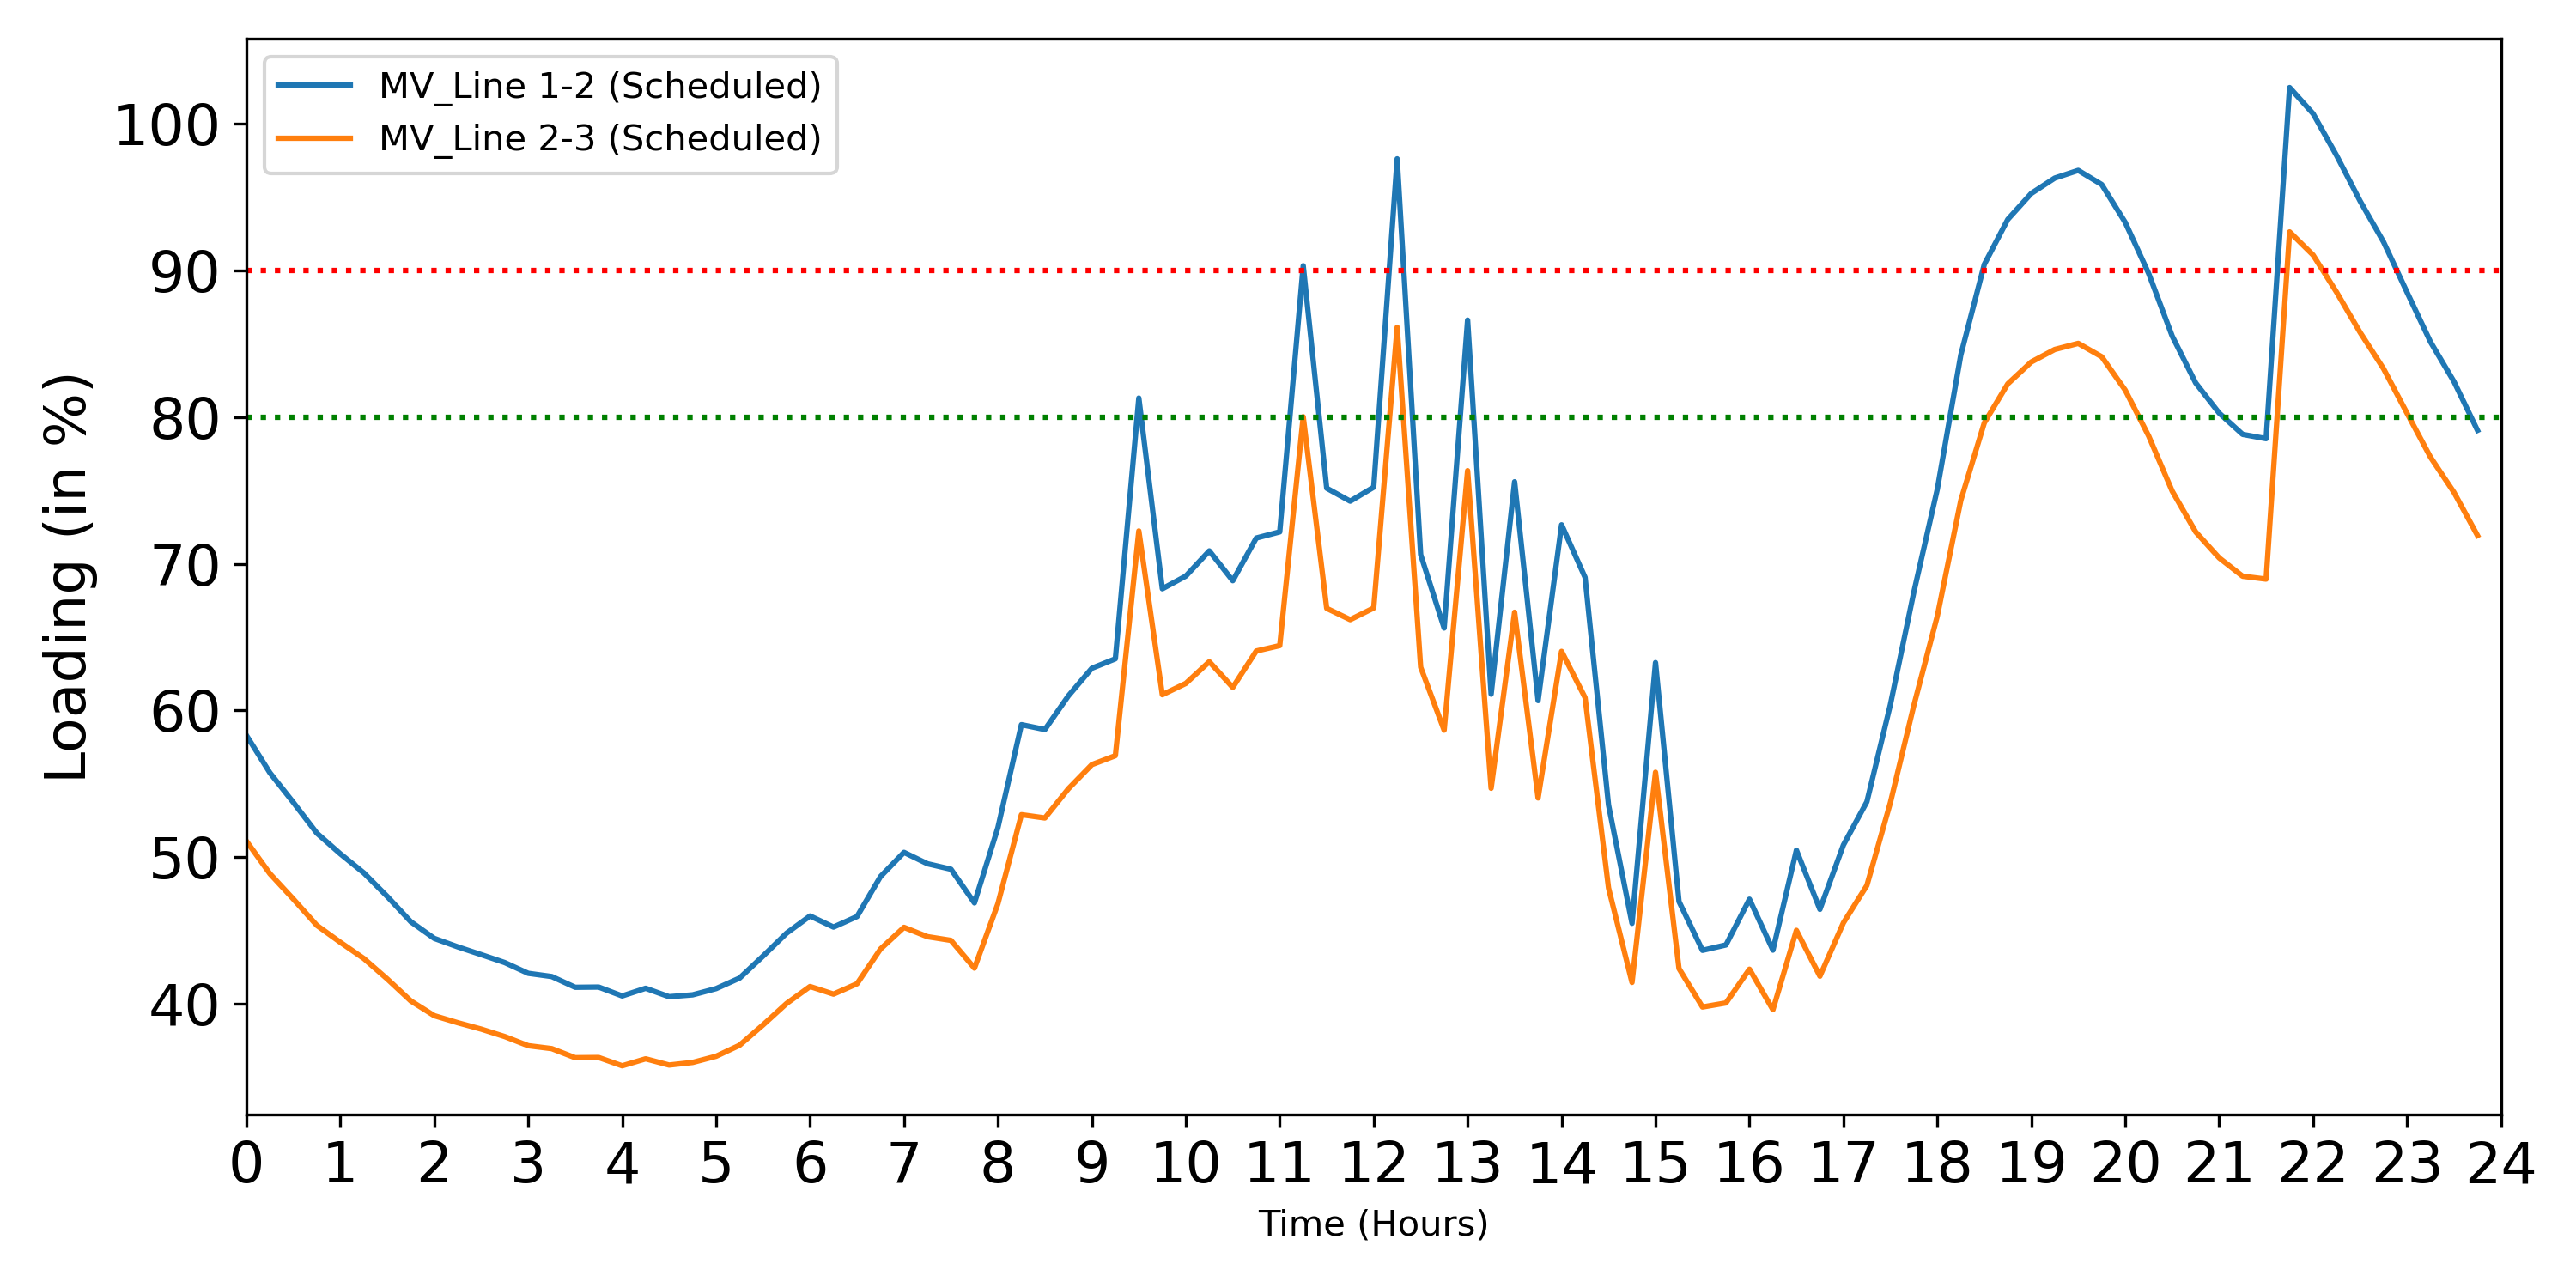 MV_Line 1-2 (Scheduled)
MV_Line 2-3 (Scheduled)
Loading (in %)
100
90
80
70
60
50
40
0 1 2 3 4 5 6 7 8 9 10 11 12 13 14 15 16 17 18 19 20 21 22 23 24
Time (Hours)